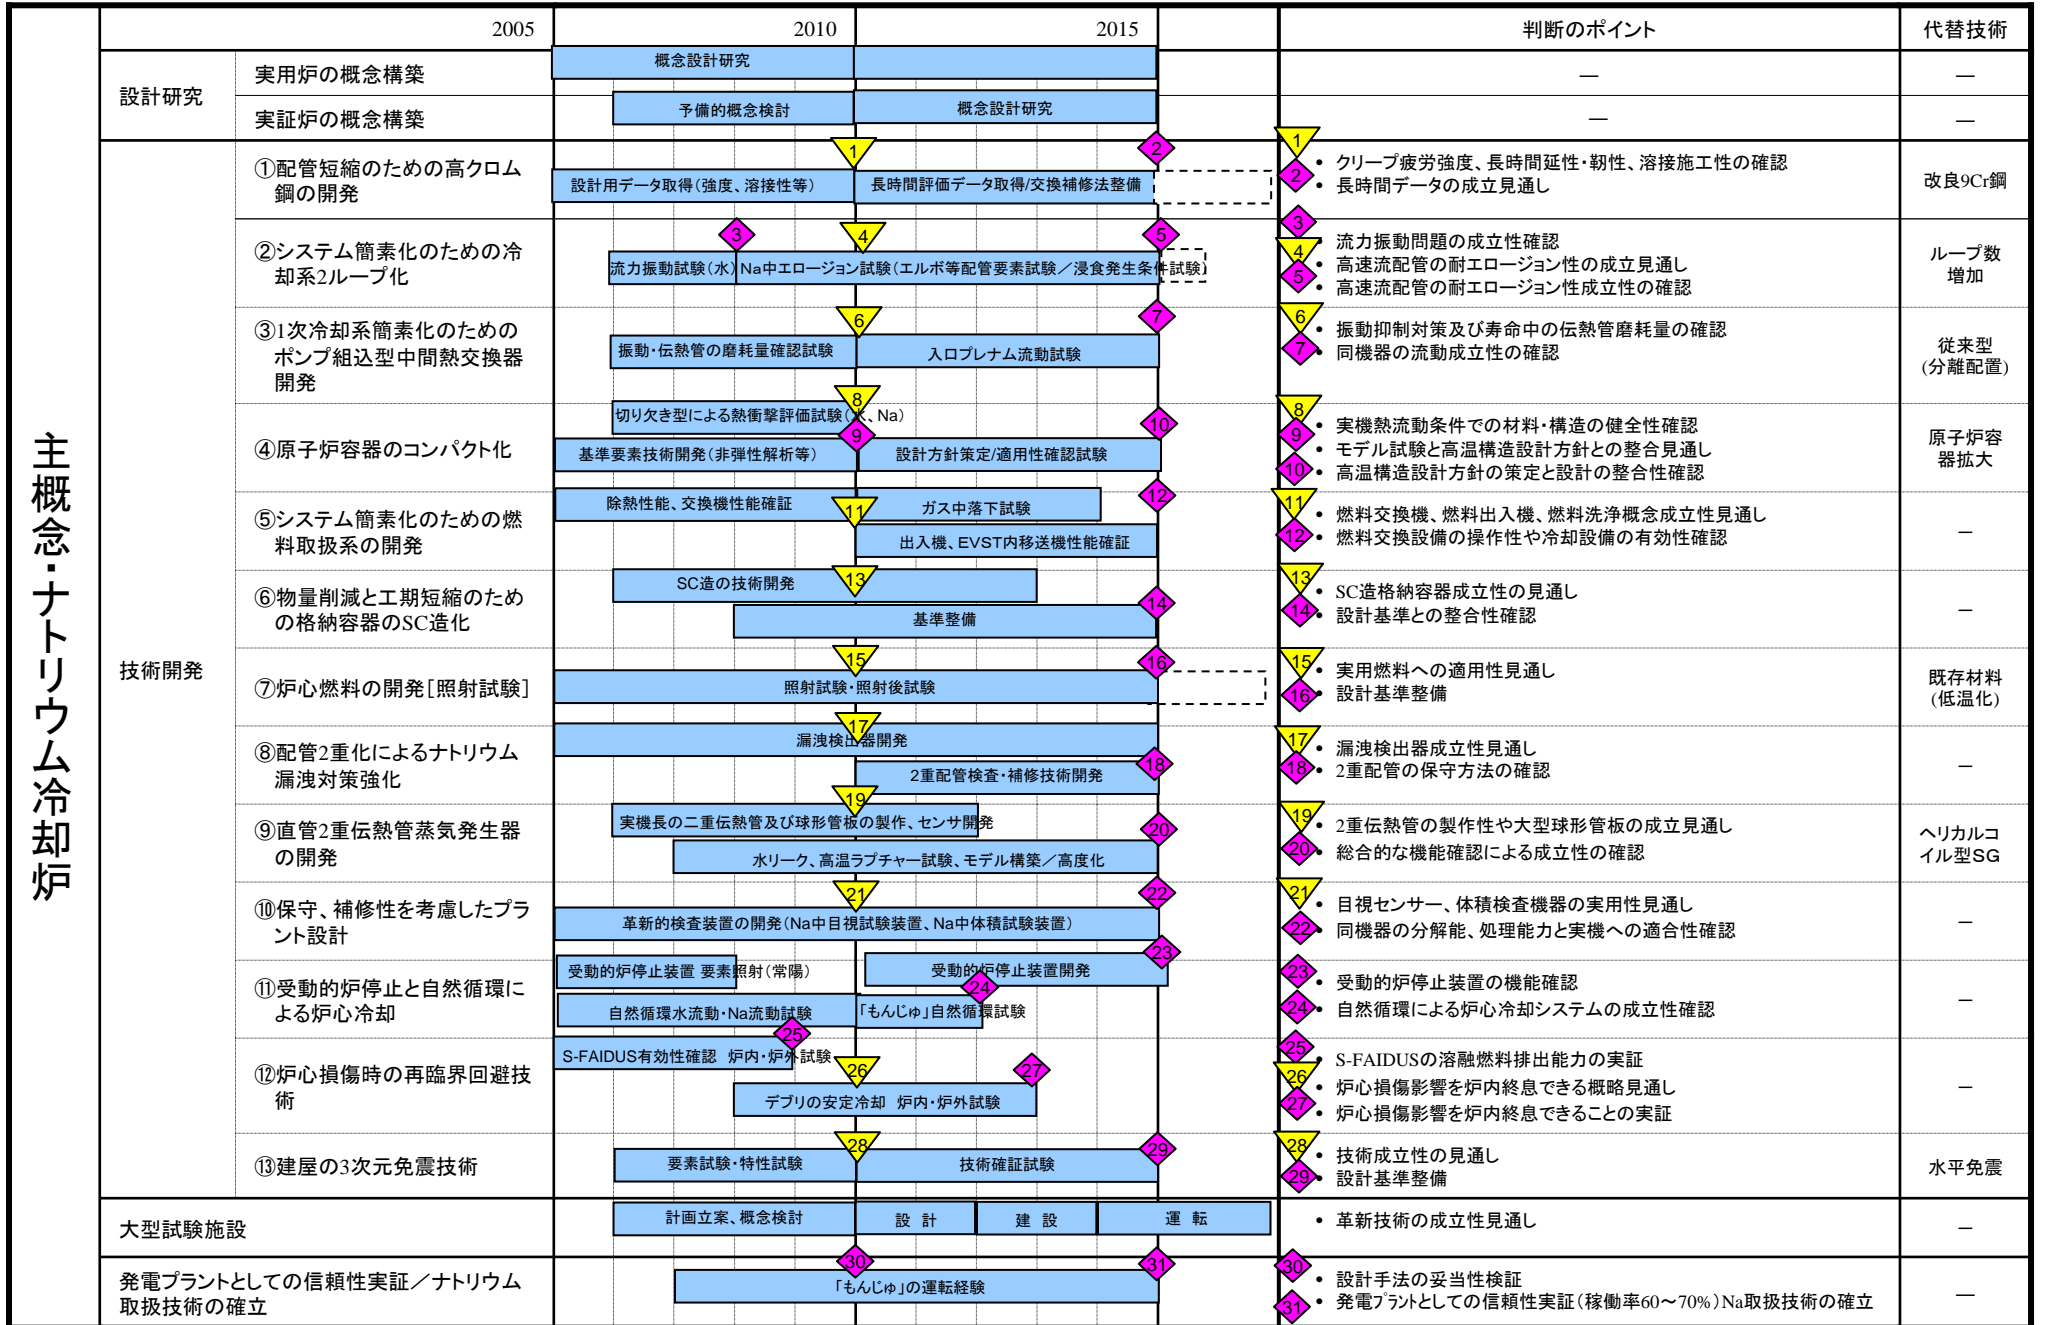 2005
2010
2015
判断のポイント
代替技術
主概念・ナトリウム冷却炉
設計研究
実用炉の概念構築
概念設計研究
―
―
実証炉の概念構築
予備的概念検討
概念設計研究
―
―
技術開発
①配管短縮のための高クロム
鋼の開発
1
2
設計用データ取得(強度、溶接性等)
長時間評価データ取得/交換補修法整備
1
2
• クリープ疲労強度、長時間延性・靭性、溶接施工性の確認
• 長時間データの成立見通し
改良9Cr鋼
②システム簡素化のための冷
却系2ループ化
3
4
5
流力振動試験(水)
Na中エロージョン試験(エルボ等配管要素試験／浸食発生条件試験)
3
4
5
• 流力振動問題の成立性確認
• 高速流配管の耐エロージョン性の成立見通し
• 高速流配管の耐エロージョン性成立性の確認
ループ数
増加
③1次冷却系簡素化のための
ポンプ組込型中間熱交換器
開発
6
7
振動・伝熱管の磨耗量確認試験
入口プレナム流動試験
6
7
• 振動抑制対策及び寿命中の伝熱管磨耗量の確認
• 同機器の流動成立性の確認
従来型
(分離配置)
④原子炉容器のコンパクト化
8
切り欠き型による熱衝撃評価試験(水、Na)
9
10
基準要素技術開発(非弾性解析等)
設計方針策定/適用性確認試験
8
9
10
• 実機熱流動条件での材料・構造の健全性確認
• モデル試験と高温構造設計方針との整合見通し
• 高温構造設計方針の策定と設計の整合性確認
原子炉容
器拡大
⑤システム簡素化のための燃
料取扱系の開発
除熱性能、交換機性能確証
11
ガス中落下試験
12
出入機、EVST内移送機性能確証
11
12
• 燃料交換機、燃料出入機、燃料洗浄概念成立性見通し
• 燃料交換設備の操作性や冷却設備の有効性確認
―
⑥物量削減と工期短縮のため
の格納容器のSC造化
SC造の技術開発
13
14
基準整備
13
14
• SC造格納容器成立性の見通し
• 設計基準との整合性確認
―
⑦炉心燃料の開発[照射試験]
15
16
照射試験・照射後試験
15
16
• 実用燃料への適用性見通し
• 設計基準整備
既存材料
(低温化)
⑧配管2重化によるナトリウム
漏洩対策強化
17
漏洩検出器開発
18
2重配管検査・補修技術開発
17
18
• 漏洩検出器成立性見通し
• 2重配管の保守方法の確認
―
⑨直管2重伝熱管蒸気発生器
の開発
19
実機長の二重伝熱管及び球形管板の製作、センサ開発
20
水リーク、高温ラプチャー試験、モデル構築／高度化
19
20
• 2重伝熱管の製作性や大型球形管板の成立見通し
• 総合的な機能確認による成立性の確認
ヘリカルコ
イル型SG
⑩保守、補修性を考慮したプラ
ント設計
21
22
革新的検査装置の開発(Na中目視試験装置、Na中体積試験装置)
21
22
• 目視センサー、体積検査機器の実用性見通し
• 同機器の分解能、処理能力と実機への適合性確認
―
⑪受動的炉停止と自然循環に
よる炉心冷却
受動的炉停止装置 要素照射(常陽)
受動的炉停止装置開発
23
24
自然循環水流動・Na流動試験
「もんじゅ」自然循環試験
23
24
• 受動的炉停止装置の機能確認
• 自然循環による炉心冷却システムの成立性確認
―
⑫炉心損傷時の再臨界回避技
術
25
S-FAIDUS有効性確認 炉内・炉外試験
26
27
デブリの安定冷却 炉内・炉外試験
25
26
27
• S-FAIDUSの溶融燃料排出能力の実証
• 炉心損傷影響を炉内終息できる概略見通し
• 炉心損傷影響を炉内終息できることの実証
―
⑬建屋の3次元免震技術
28
29
要素試験・特性試験
技術確証試験
28
29
• 技術成立性の見通し
• 設計基準整備
水平免震
大型試験施設
計画立案、概念検討
設 計
建 設
運 転
• 革新技術の成立性見通し
―
発電プラントとしての信頼性実証／ナトリウム
取扱技術の確立
30
31
「もんじゅ」の運転経験
30
31
• 設計手法の妥当性検証
• 発電プラントとしての信頼性実証(稼働率60～70%)Na取扱技術の確立
―